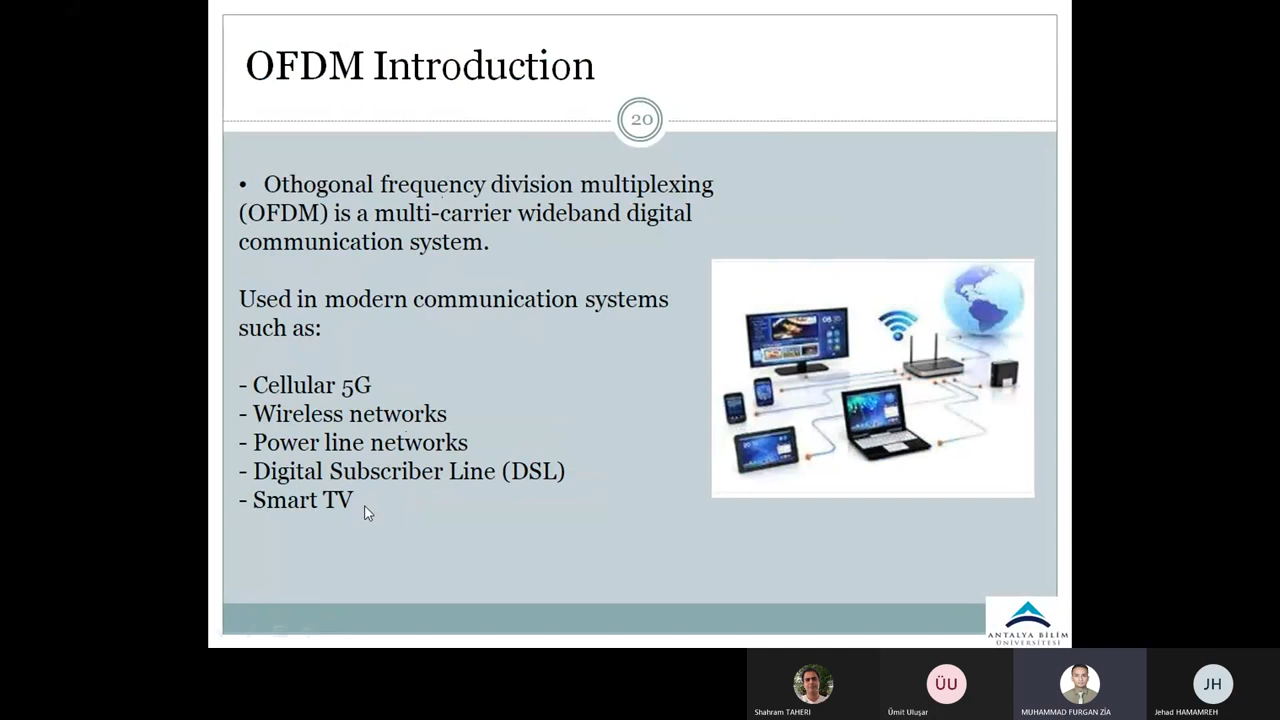 OFDM Introduction
20
• Othogonal frequency division multiplexing
(OFDM) is a multi-carrier wideband digital
communication system.
Used in modern communication systems
such as:
- Cellular 5G
- Wireless networks
- Power line networks
- Digital Subscriber Line (DSL)
- Smart TV
ANTALYA BİLİM
ÜNİVERSİTESİ
ÜU
JH
Shahram TAHERI
Ümit Uluşar
MUHAMMAD FURGAN ZİA
Jehad HAMAMREH